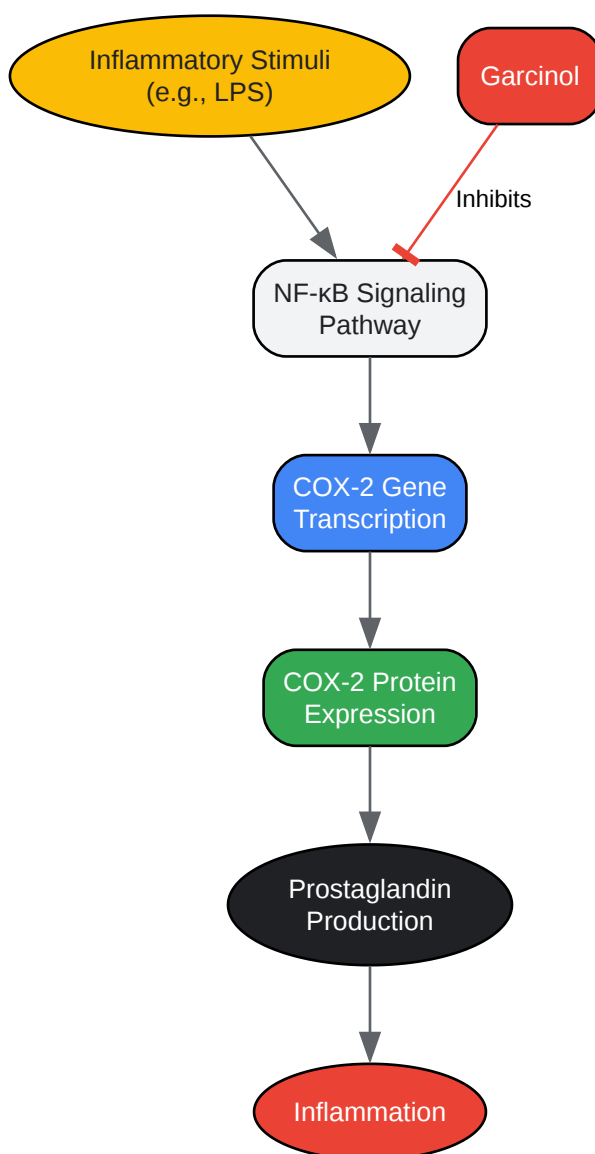 Inflammatory Stimuli
(e.g., LPS)
Garcinol
Inhibits
NF-κB Signaling
Pathway
COX-2 Gene
Transcription
COX-2 Protein
Expression
Prostaglandin
Production
Inflammation